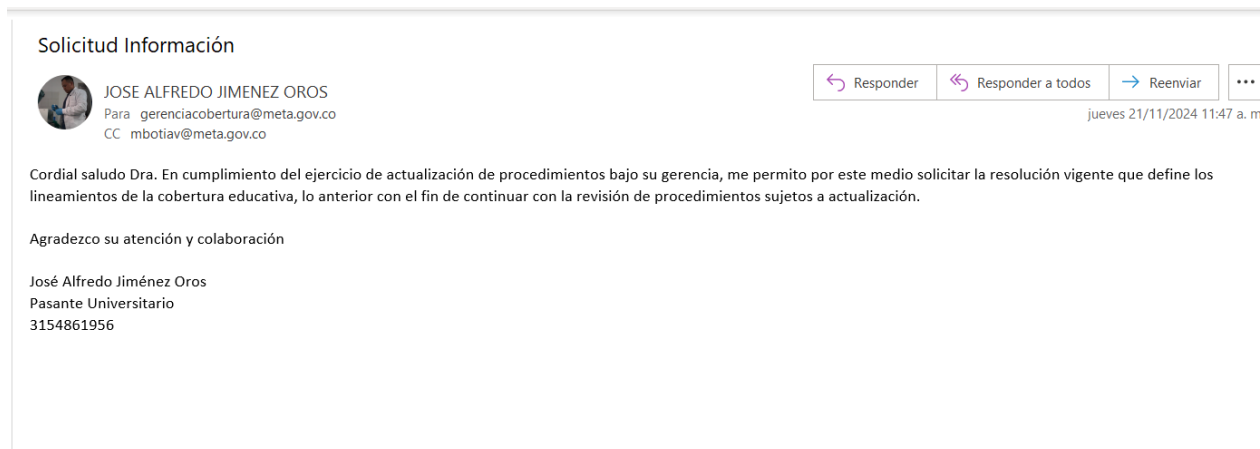 Solicitud Información
JOSE ALFREDO JIMENEZ OROS
Para gerenciacobertura@meta.gov.co
CC mbotiav@meta.gov.co
Responder
Responder a todos
Reenviar
jueves 21/11/2024 11:47 a. m
Cordial saludo Dra. En cumplimiento del ejercicio de actualización de procedimientos bajo su gerencia, me permito por este medio solicitar la resolución vigente que define los
lineamientos de la cobertura educativa, lo anterior con el fin de continuar con la revisión de procedimientos sujetos a actualización.
Agradezco su atención y colaboración
José Alfredo Jiménez Oros
Pasante Universitario
3154861956